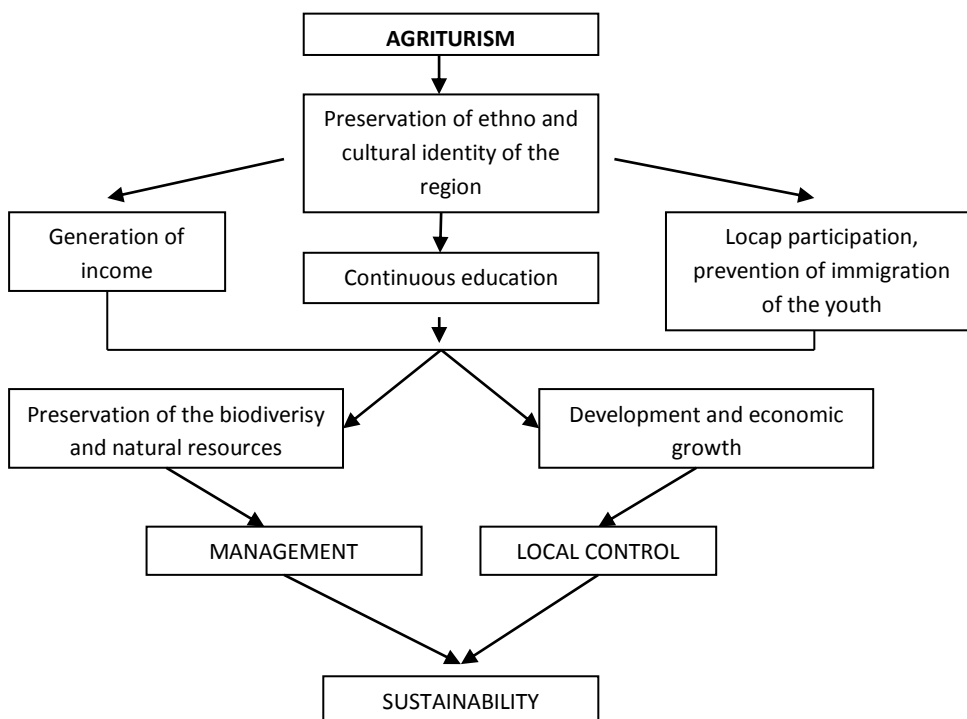 AGRITURISM
Preservation of ethno and
cultural identity of the
region
Generation of
income
Continuous education
Locap participation,
prevention of immigration
of the youth
Preservation of the biodiverisy
and natural resources
Development and economic
growth
MANAGEMENT
LOCAL CONTROL
SUSTAINABILITY